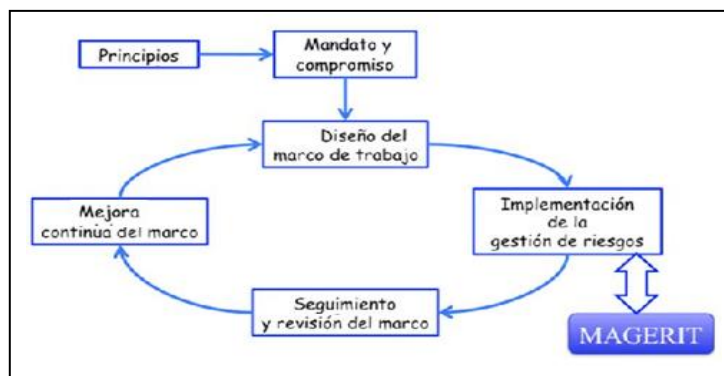 Principios
Mandato y
compromiso
Diseño del
marco de trabajo
Implementación
de la
gestión de riesgos
Mejora
continua del marco
Seguimiento
y revisión del marco
MAGERIT